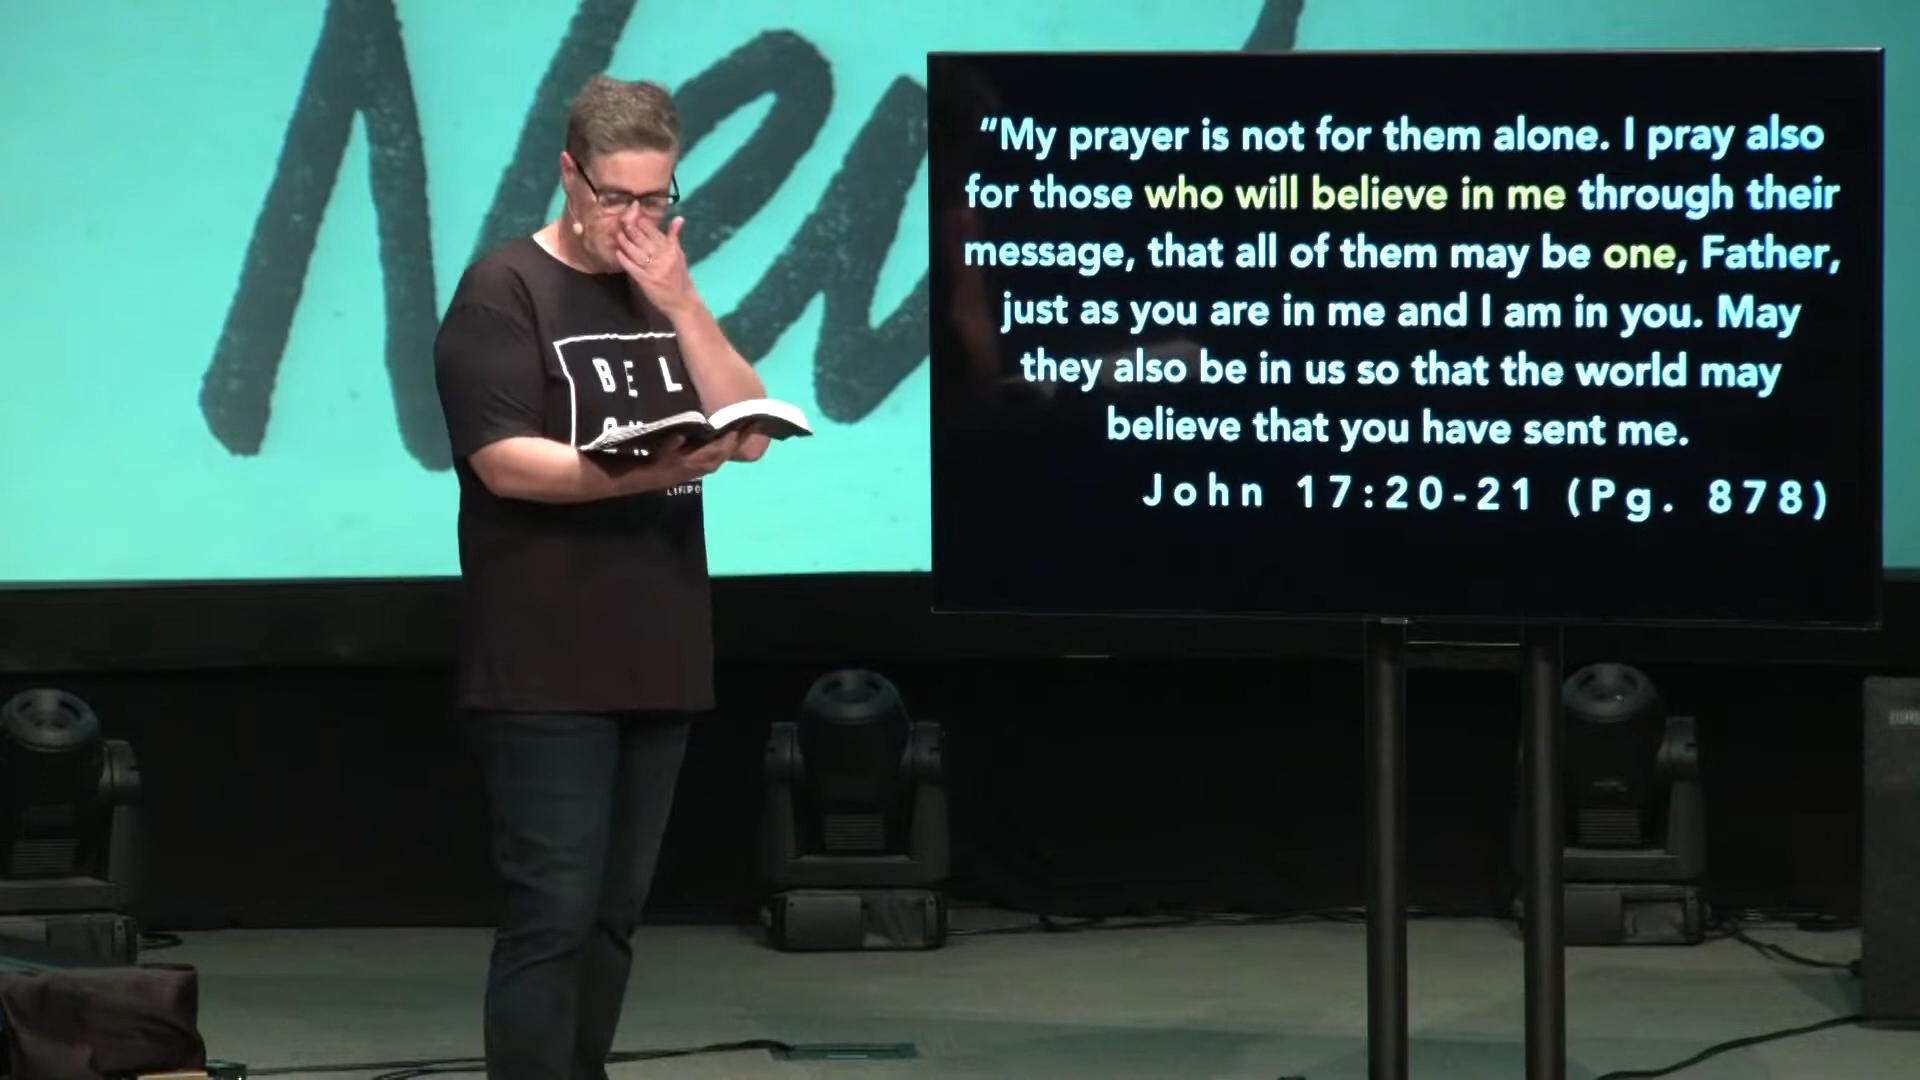 New
“My prayer is not for them alone. I pray also
for those who will believe in me through their
message, that all of them may be one, Father,
just as you are in me and I am in you. May
they also be in us so that the world may
believe that you have sent me.
John 17:20-21 (Pg. 878)
BEL